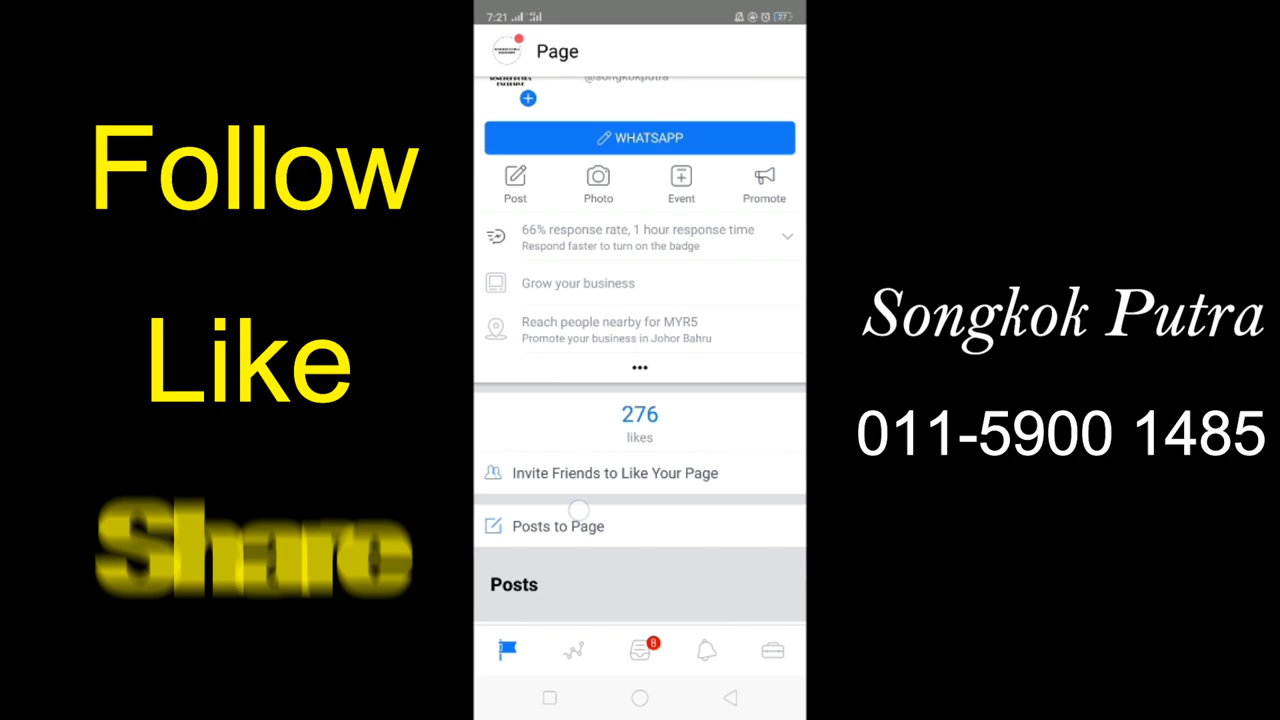 Follow
Like
Share
7:21
27
Page
@songkokputra
WHATSAPP
Post
Photo
Event
Promote
66% response rate, 1 hour response time
Respond faster to turn on the badge
Grow your business
Reach people nearby for MYR5
Promote your business in Johor Bahru
276
likes
Invite Friends to Like Your Page
Posts to Page
Posts
8
Songkok Putra
011-5900 1485